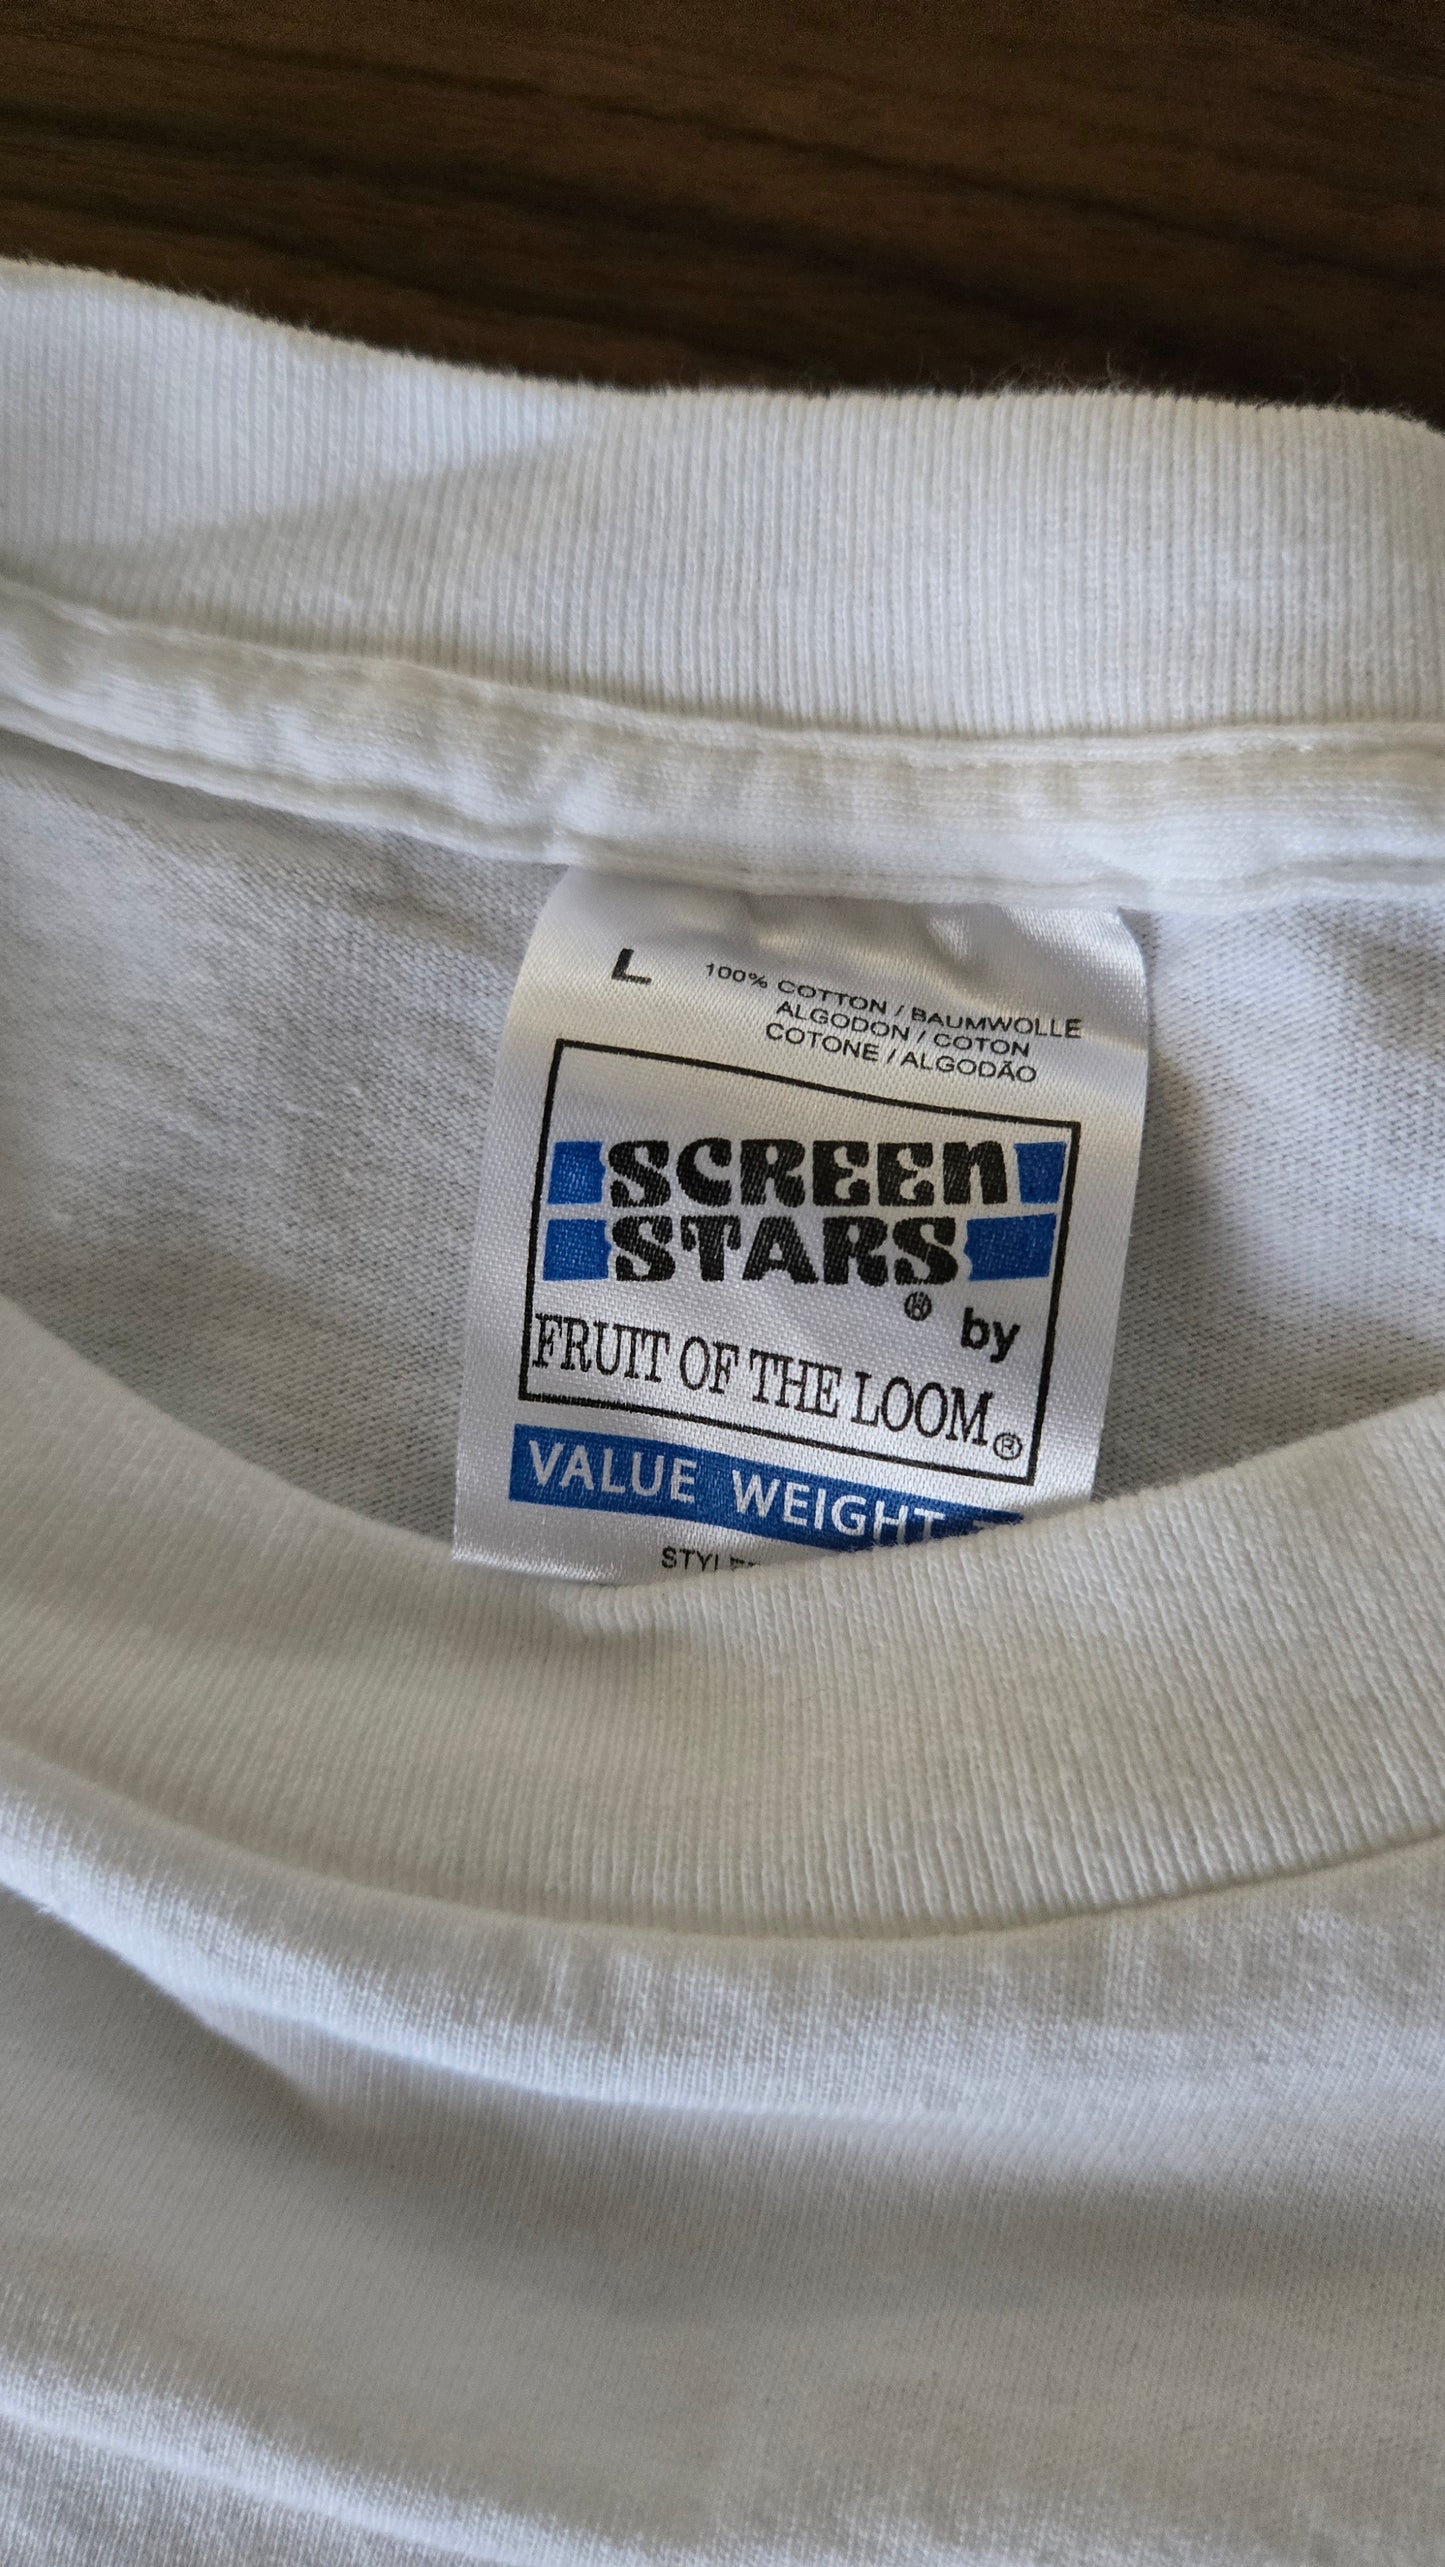 L
100% COTTON / BAUMWOLLE
ALGODON / COTON
COTONE / ALGODÃO
SCREEN
STARS
® by
FRUIT OF THE LOOM®
VALUE WEIGHT